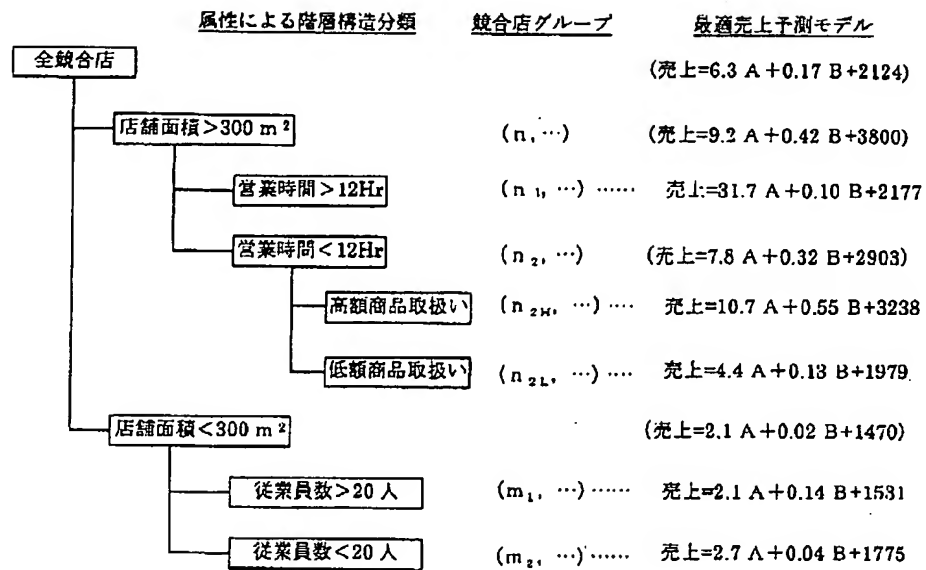 属性による階層構造分類 競合店グループ 最適売上予測モデル
全競合店 (売上=6.3 A+0.17 B+2124)
店舗面積>300 m² (n, …) (売上=9.2 A+0.42 B+3800)
営業時間>12Hr (n₁, …) …… 売上=31.7 A+0.10 B+2177
営業時間<12Hr (n₂, …) (売上=7.8 A+0.32 B+2903)
高額商品取扱い (n₂H, …) …… 売上=10.7 A+0.55 B+3238
低額商品取扱い (n₂L, …) …… 売上=4.4 A+0.13 B+1979
店舗面積<300 m² (売上=2.1 A+0.02 B+1470)
従業員数>20人 (m₁, …) …… 売上=2.1 A+0.14 B+1531
従業員数<20人 (m₂, …) …… 売上=2.7 A+0.04 B+1775